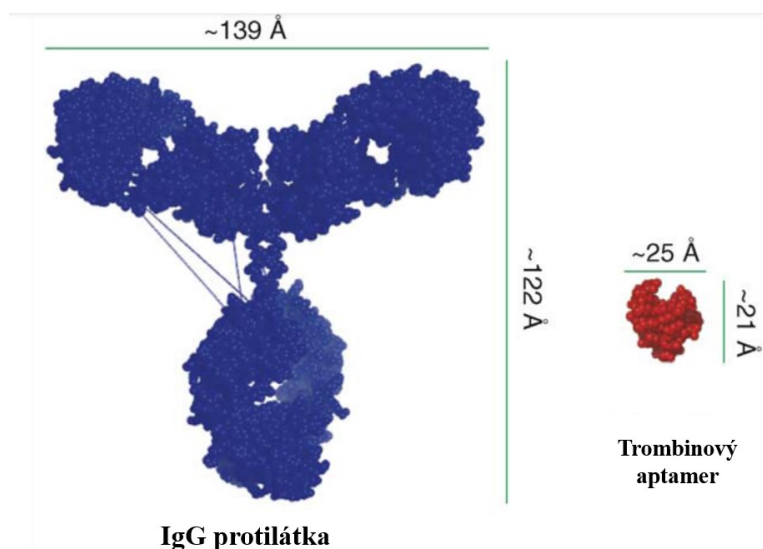 ~139 Å
~122 Å
~25 Å
~21 Å
Trombinový
aptamer
IgG protilátka